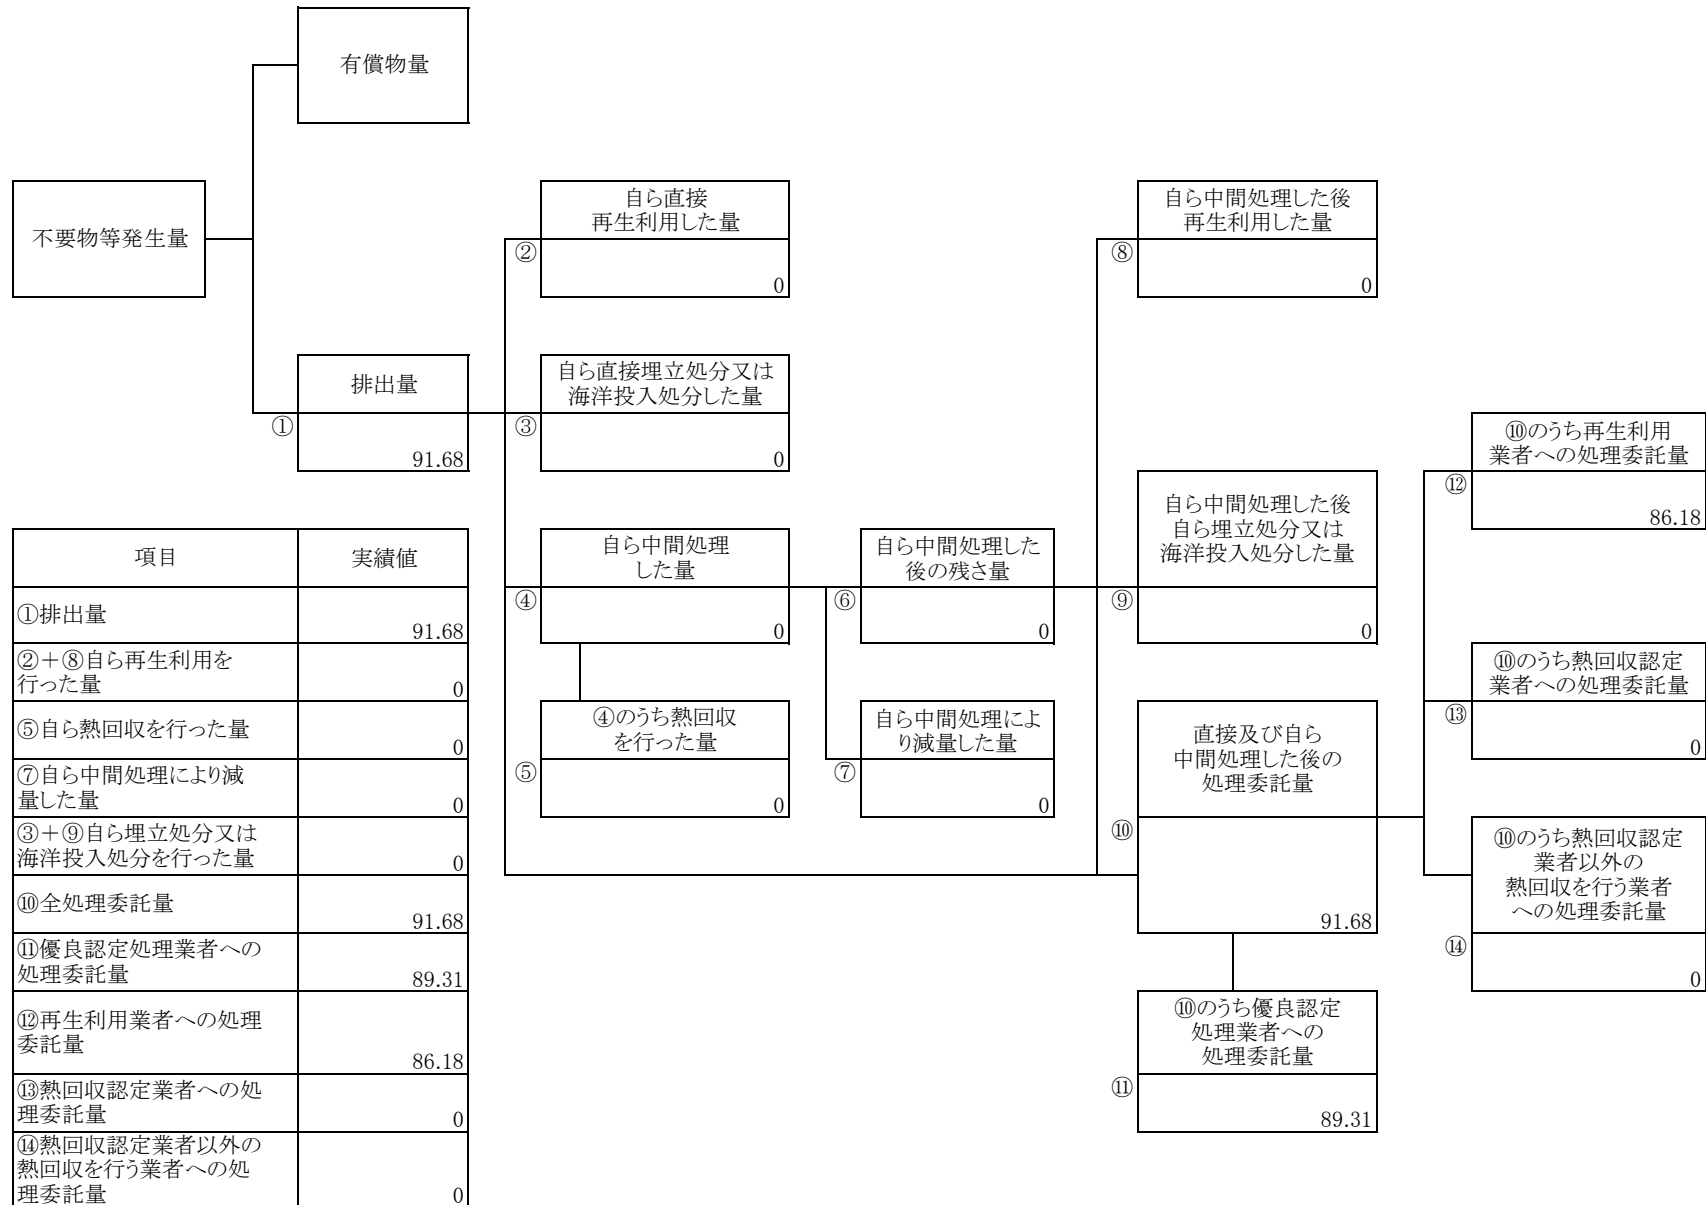 有償物量
不要物等発生量
自ら直接
再生利用した量
②
0
自ら中間処理した後
再生利用した量
⑧
0
排出量
①
91.68
自ら直接埋立処分又は
海洋投入処分した量
③
0
⑩のうち再生利用
業者への処理委託量
⑫
86.18
自ら中間処理
した量
④
0
自ら中間処理した
後の残さ量
⑥
0
自ら中間処理した後
自ら埋立処分又は
海洋投入処分した量
⑨
0
⑩のうち熱回収認定
業者への処理委託量
⑬
0
④のうち熱回収
を行った量
⑤
0
自ら中間処理によ
り減量した量
⑦
0
直接及び自ら
中間処理した後の
処理委託量
⑩
91.68
⑩のうち熱回収認定
業者以外の
熱回収を行う業者
への処理委託量
⑭
0
⑩のうち優良認定
処理業者への
処理委託量
⑪
89.31
項目 実績値
①排出量
91.68
②＋⑧自ら再生利用を
行った量
0
⑤自ら熱回収を行った量
0
⑦自ら中間処理により減
量した量
0
③＋⑨自ら埋立処分又は
海洋投入処分を行った量
0
⑩全処理委託量
91.68
⑪優良認定処理業者への
処理委託量
89.31
⑫再生利用業者への処理
委託量
86.18
⑬熱回収認定業者への処
理委託量
0
⑭熱回収認定業者以外の
熱回収を行う業者への処
理委託量
0